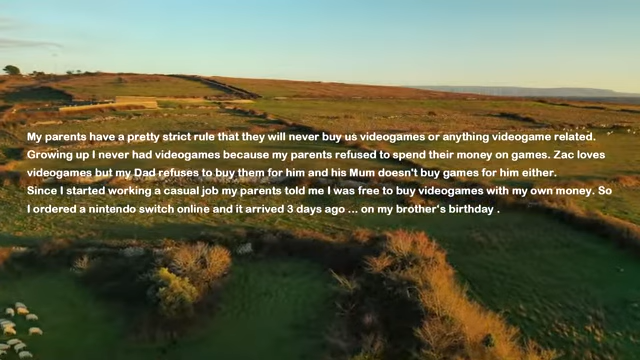 My parents have a pretty strict rule that they will never buy us videogames or anything videogame related.
Growing up I never had videogames because my parents refused to spend their money on games. Zac loves
videogames but my Dad refuses to buy them for him and his Mum doesn't buy games for him either.
Since I started working a casual job my parents told me I was free to buy videogames with my own money. So
I ordered a nintendo switch online and it arrived 3 days ago ... on my brother's birthday .